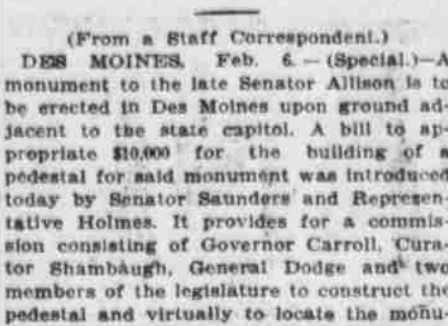 (From a Staff Correspondent.)
DES MOINES, Feb. 6.—(Special.)—A
monument to the late Senator Allison is to
be erected in Des Moines upon ground ad-
jacent to the state capitol. A bill to ap-
propriate $10,000 for the building of a
pedestal for said monument was introduced
today by Senator Saunders and Represen-
tative Holmes. It provides for a commis-
sion consisting of Governor Carroll, Cura-
tor Shambaugh, General Dodge and two
members of the legislature to construct the
pedestal and virtually to locate the monu-